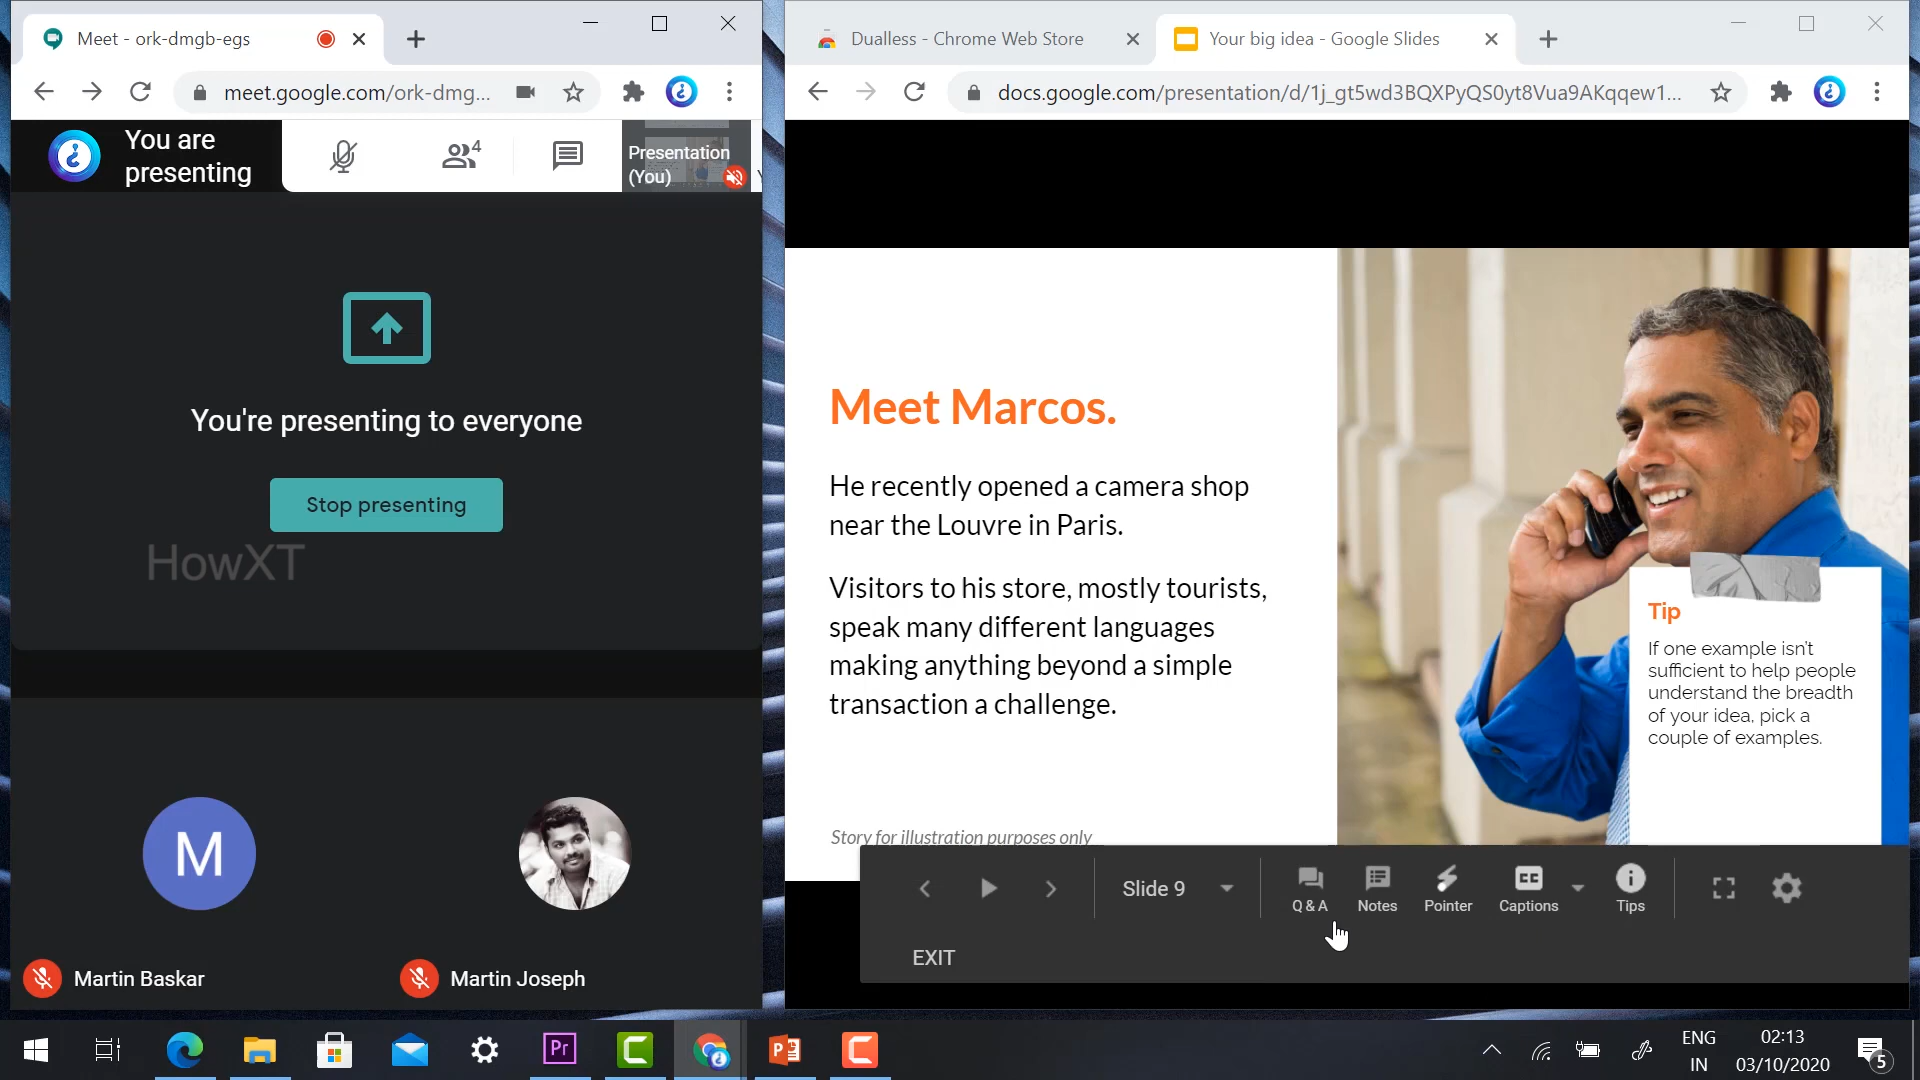 Meet - ork-dmgb-egs
meet.google.com/ork-dmg...
You are
presenting
4
Presentation
(You)
You're presenting to everyone
Stop presenting
HowXT
M
Martin Baskar
Martin Joseph
Dualless - Chrome Web Store
Your big idea - Google Slides
docs.google.com/presentation/d/1j_gt5wd3BQXPyQS0yt8Vua9AKqqew1...
Meet Marcos.
He recently opened a camera shop
near the Louvre in Paris.
Visitors to his store, mostly tourists,
speak many different languages
making anything beyond a simple
transaction a challenge.
Story for illustration purposes only
Tip
If one example isn't
sufficient to help people
understand the breadth
of your idea, pick a
couple of examples.
Slide 9
Q & A
Notes
Pointer
CC
Captions
Tips
EXIT
Pr
ENG
IN
02:13
03/10/2020
5